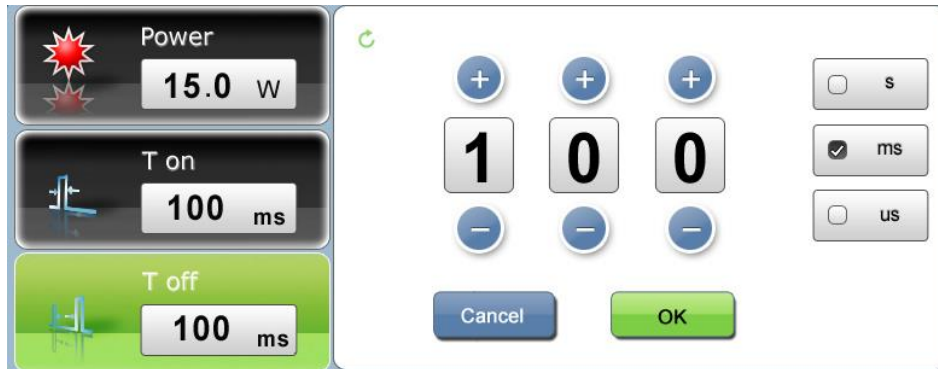 Power
15.0 W
T on
100 ms
T off
100 ms
+ + +
1 0 0
− − −
s
ms
us
Cancel
OK